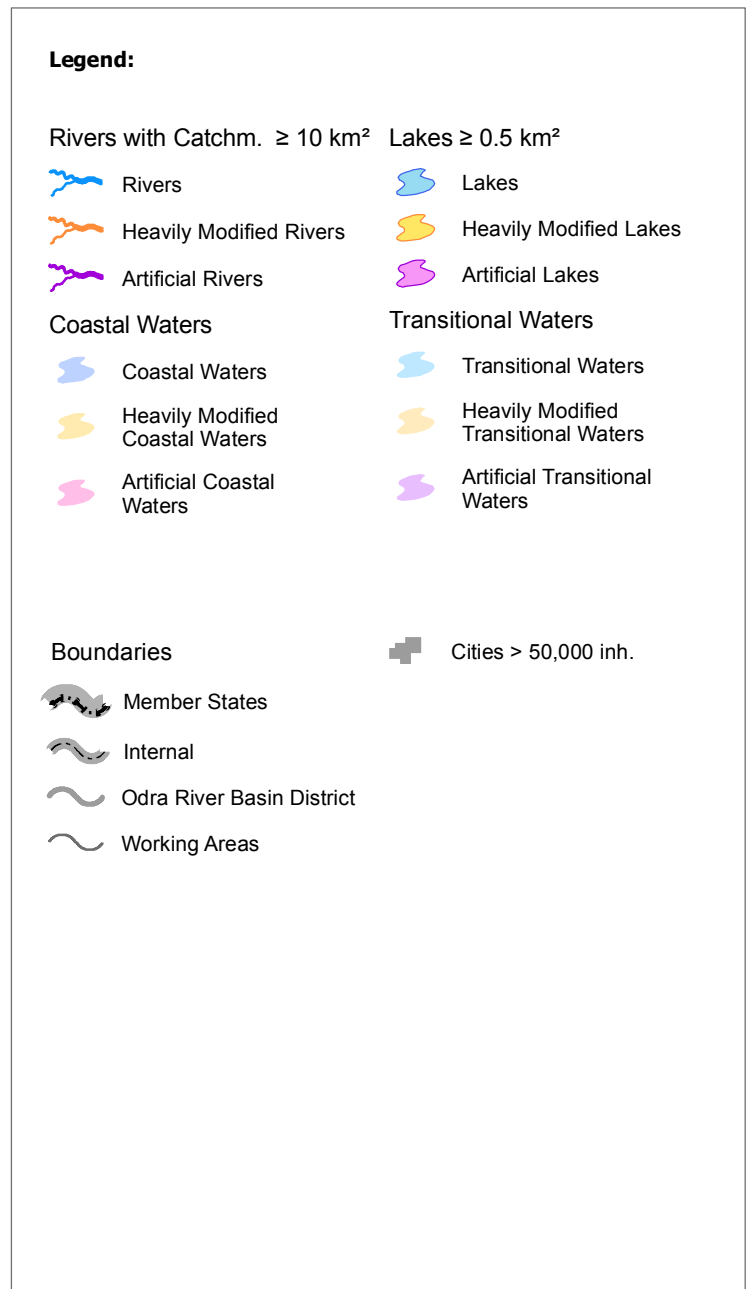 Legend:
Rivers with Catchm. ≥ 10 km²
Rivers
Heavily Modified Rivers
Artificial Rivers
Lakes ≥ 0.5 km²
Lakes
Heavily Modified Lakes
Artificial Lakes
Coastal Waters
Coastal Waters
Heavily Modified
Coastal Waters
Artificial Coastal
Waters
Transitional Waters
Transitional Waters
Heavily Modified
Transitional Waters
Artificial Transitional
Waters
Boundaries
Member States
Internal
Odra River Basin District
Working Areas
Cities > 50,000 inh.